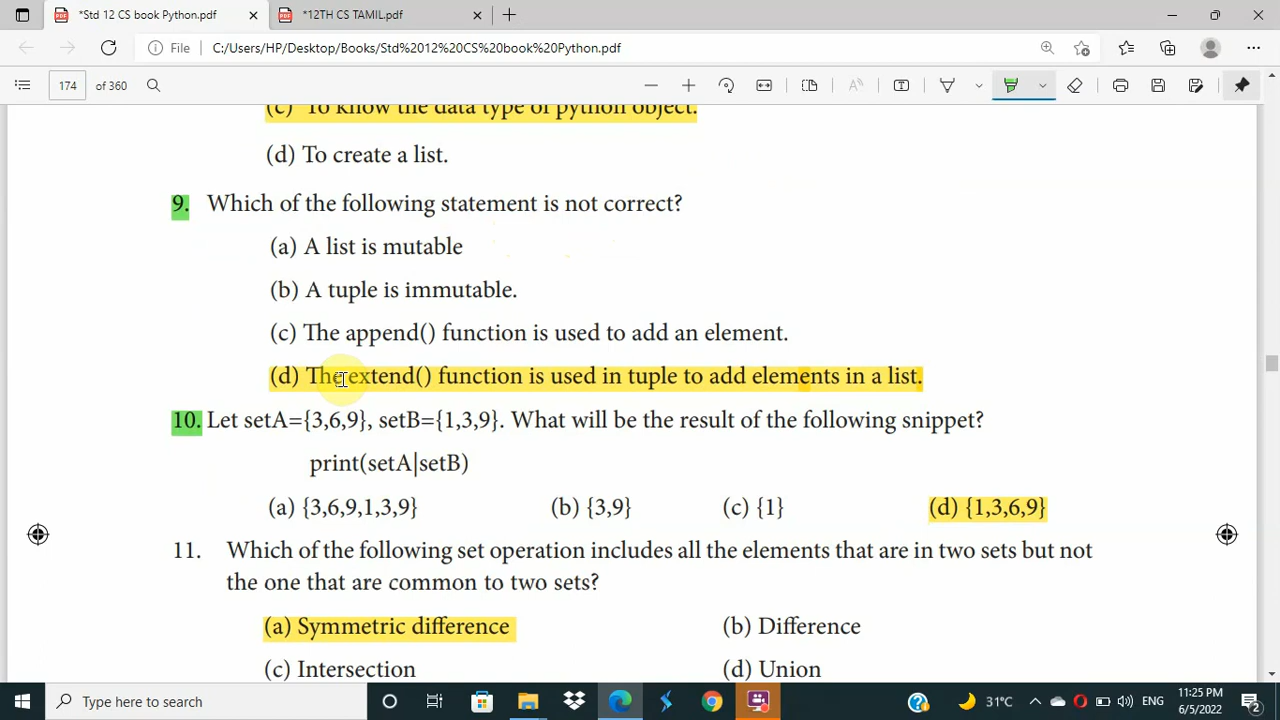 *Std 12 CS book Python.pdf
*12TH CS TAMIL.pdf
File C:/Users/HP/Desktop/Books/Std%2012%20CS%20book%20Python.pdf
174 of 360
(c) To know the data type of python object.
(d) To create a list.
9. Which of the following statement is not correct?
(a) A list is mutable
(b) A tuple is immutable.
(c) The append() function is used to add an element.
(d) The extend() function is used in tuple to add elements in a list.
10. Let setA={3,6,9}, setB={1,3,9}. What will be the result of the following snippet?
print(setA|setB)
(a) {3,6,9,1,3,9} (b) {3,9} (c) {1} (d) {1,3,6,9}
11. Which of the following set operation includes all the elements that are in two sets but not
the one that are common to two sets?
(a) Symmetric difference (b) Difference
(c) Intersection (d) Union
Type here to search
31°C ENG 11:25 PM
6/5/2022 2